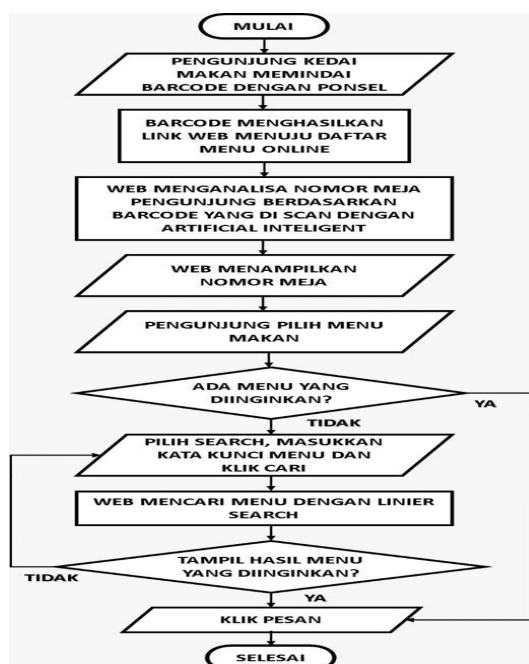 MULAI
PENGUNJUNG KEDAI
MAKAN MEMINDAI
BARCODE DENGAN PONSEL
BARCODE MENGHASILKAN
LINK WEB MENUJU DAFTAR
MENU ONLINE
WEB MENGANALISA NOMOR MEJA
PENGUNJUNG BERDASARKAN
BARCODE YANG DI SCAN DENGAN
ARTIFICIAL INTELIGENT
WEB MENAMPILKAN
NOMOR MEJA
PENGUNJUNG PILIH MENU
MAKAN
ADA MENU YANG
DIINGINKAN?
YA
TIDAK
PILIH SEARCH, MASUKKAN
KATA KUNCI MENU DAN
KLIK CARI
WEB MENCARI MENU DENGAN LINIER
SEARCH
TAMPIL HASIL MENU
YANG DIINGINKAN?
TIDAK
YA
KLIK PESAN
SELESAI